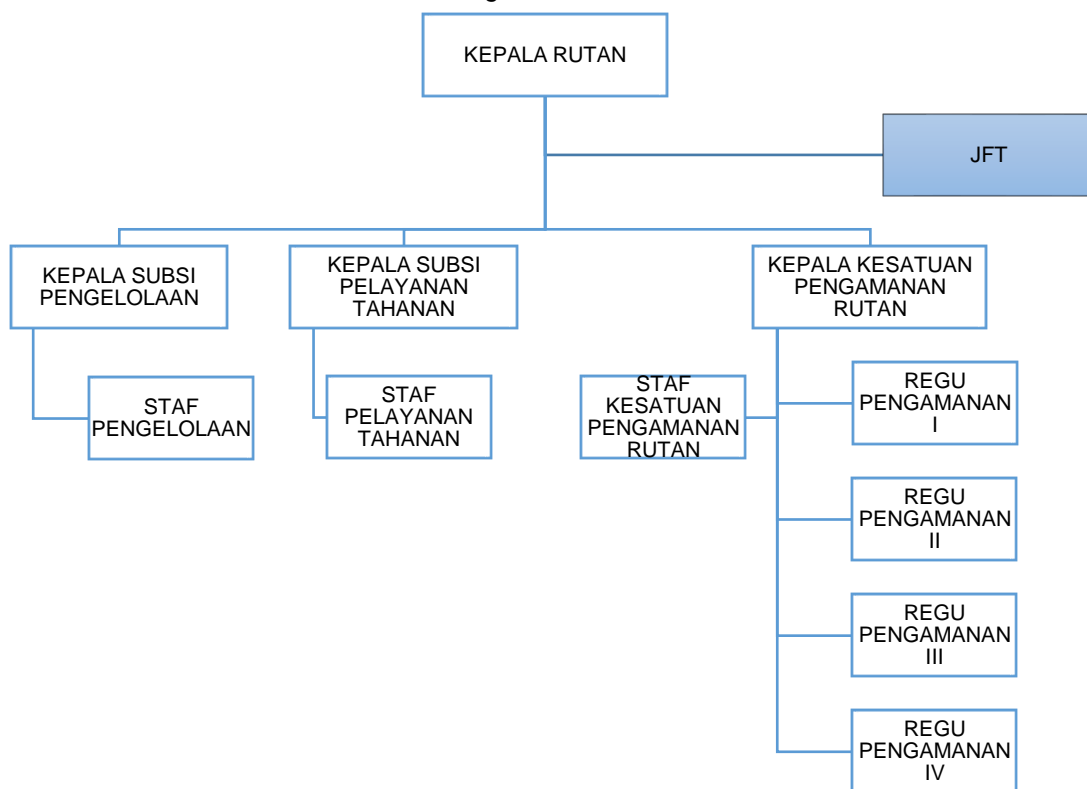 KEPALA RUTAN
JFT
KEPALA SUBSI
PENGELOLAAN
KEPALA SUBSI
PELAYANAN
TAHANAN
KEPALA KESATUAN
PENGAMANAN
RUTAN
STAF
PENGELOLAAN
STAF
PELAYANAN
TAHANAN
STAF
KESATUAN
PENGAMANAN
RUTAN
REGU
PENGAMANAN
I
REGU
PENGAMANAN
II
REGU
PENGAMANAN
III
REGU
PENGAMANAN
IV